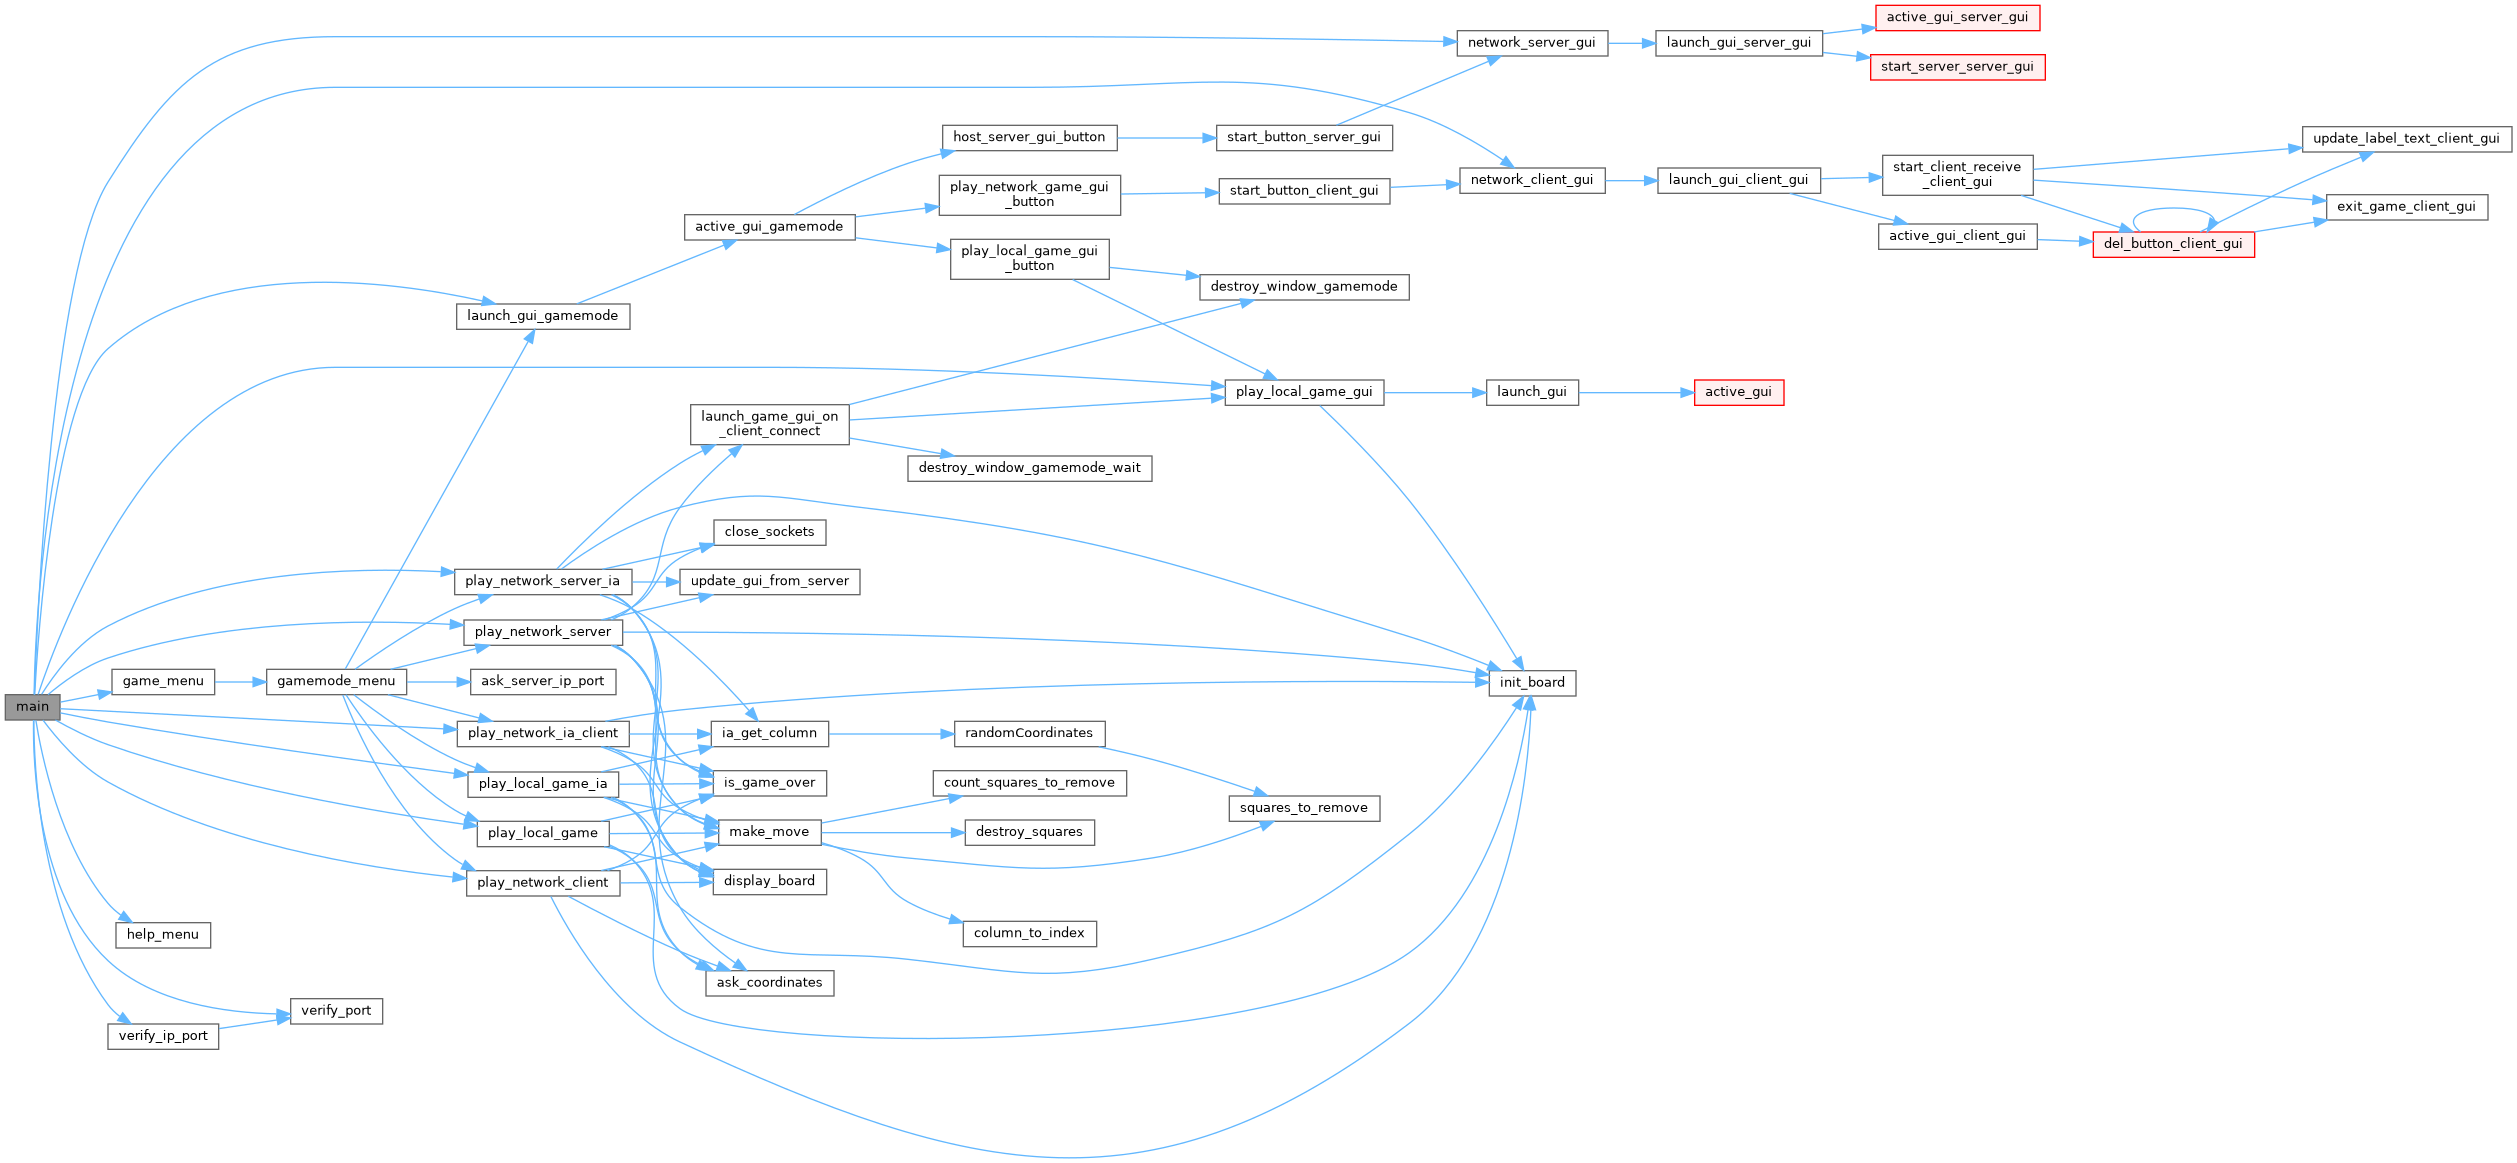 active_gui_server_gui
network_server_gui
launch_gui_server_gui
start_server_server_gui
host_server_gui_button
start_button_server_gui
update_label_text_client_gui
start_client_receive
_client_gui
network_client_gui
launch_gui_client_gui
play_network_game_gui
_button
start_button_client_gui
exit_game_client_gui
active_gui_gamemode
active_gui_client_gui
del_button_client_gui
play_local_game_gui
_button
destroy_window_gamemode
launch_gui_gamemode
play_local_game_gui
launch_gui
active_gui
launch_game_gui_on
_client_connect
destroy_window_gamemode_wait
close_sockets
play_network_server_ia
update_gui_from_server
play_network_server
game_menu
gamemode_menu
ask_server_ip_port
init_board
main
play_network_ia_client
ia_get_column
randomCoordinates
play_local_game_ia
is_game_over
count_squares_to_remove
squares_to_remove
play_local_game
make_move
destroy_squares
play_network_client
display_board
help_menu
column_to_index
ask_coordinates
verify_port
verify_ip_port